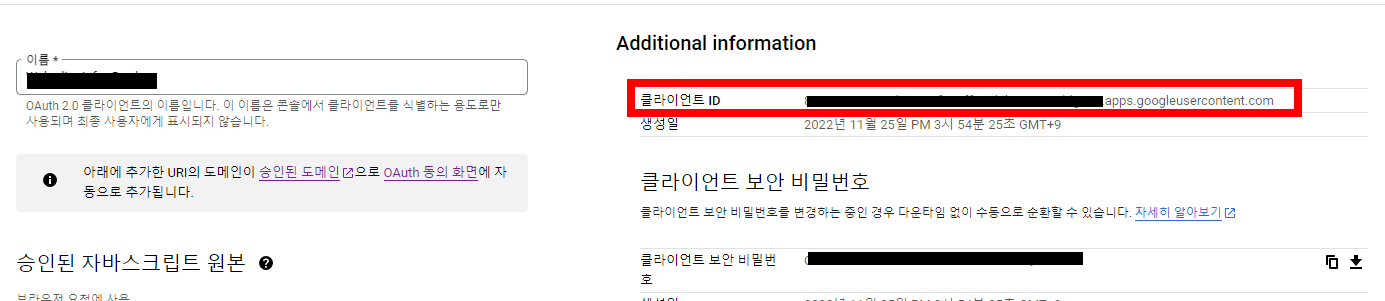 이름 *
OAuth 2.0 클라이언트의 이름입니다. 이 이름은 콘솔에서 클라이언트를 식별하는 용도로만
사용되며 최종 사용자에게 표시되지 않습니다.
아래에 추가한 URI의 도메인이 승인된 도메인으로 OAuth 동의 화면에 자
동으로 추가됩니다.
승인된 자바스크립트 원본
브라우저 요청에 사용
Additional information
클라이언트 ID .apps.googleusercontent.com
생성일 2022년 11월 25일 PM 3시 54분 25초 GMT+9
클라이언트 보안 비밀번호
클라이언트 보안 비밀번호를 변경하는 중인 경우 다운타임 없이 수동으로 순환할 수 있습니다. 자세히 알아보기
클라이언트 보안 비밀번
호